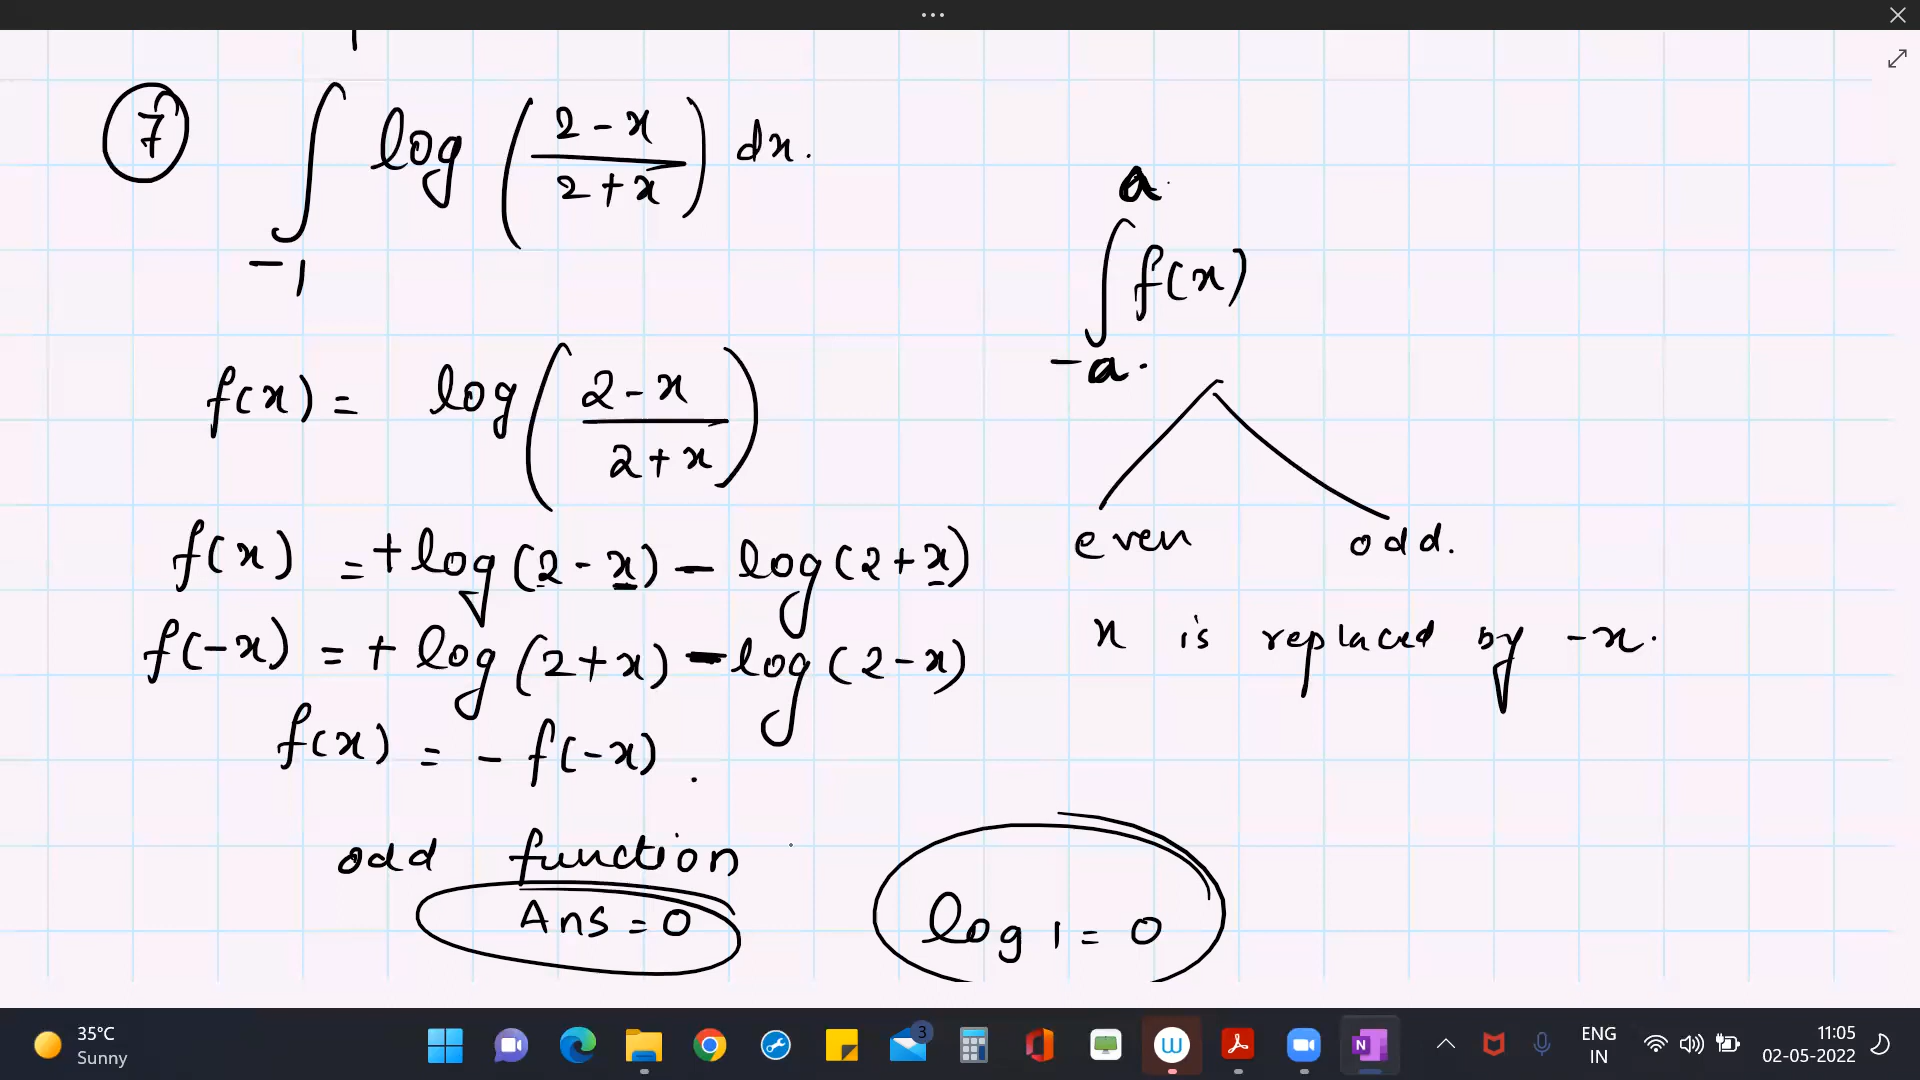 1
⑦ ∫ log ( (2 - x) / (2 + x) ) dx.
-1
a
∫ f(x)
-a.
f(x) = log ( (2 - x) / (2 + x) )
even odd.
f(x) = + log (2 - x) - log (2 + x)
x is replaced by -x.
f(-x) = + log (2 + x) - log (2 - x)
f(x) = - f(-x).
odd function
Ans = 0
log 1 = 0
35°C
Sunny
3
ENG
IN
11:05
02-05-2022